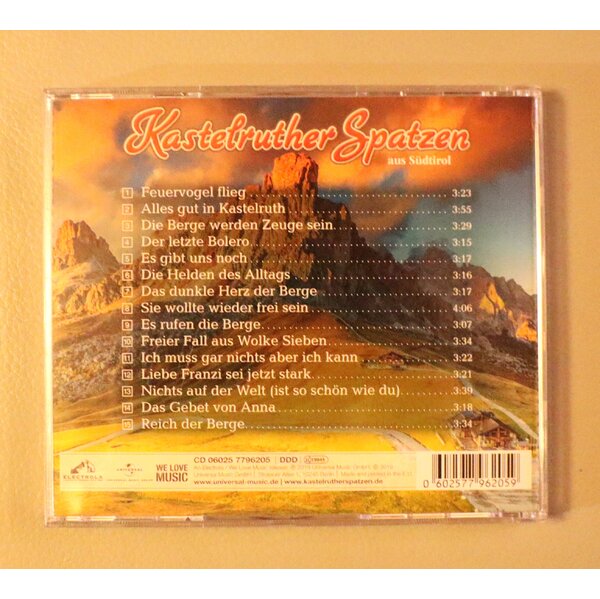 Kastelruther Spatzen
aus Südtirol
1 Feuervogel flieg 3:23
2 Alles gut in Kastelruth 3:55
3 Die Berge werden Zeuge sein 3:29
4 Der letzte Bolero 3:15
5 Es gibt uns noch 3:17
6 Die Helden des Alltags 3:16
7 Das dunkle Herz der Berge 3:17
8 Sie wollte wieder frei sein 4:06
9 Es rufen die Berge 3:07
10 Freier Fall aus Wolke Sieben 3:34
11 Ich muss gar nichts aber ich kann 3:22
12 Liebe Franzi sei jetzt stark 3:21
13 Nichts auf der Welt (ist so schön wie du) 3:39
14 Das Gebet von Anna 3:18
15 Reich der Berge 3:34
ELECTROLA
WE LOVE
MUSIC
CD 06025 7796205 DDD
www.universal-music.de | www.kastelrutherspatzen.de
0 602577 962059